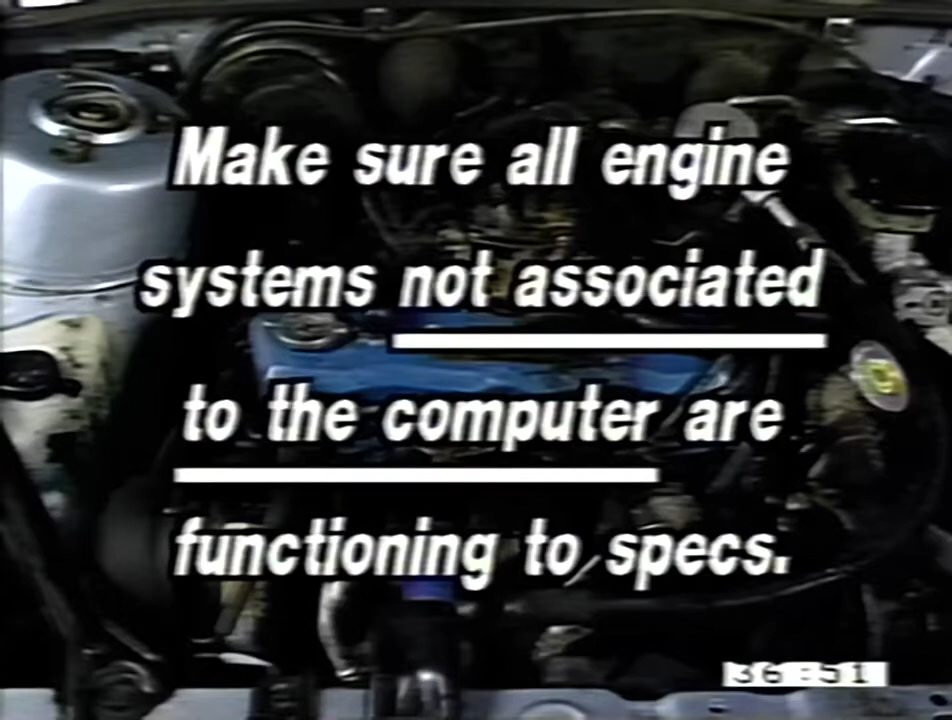 Make sure all engine
systems not associated
to the computer are
functioning to specs.
36:51